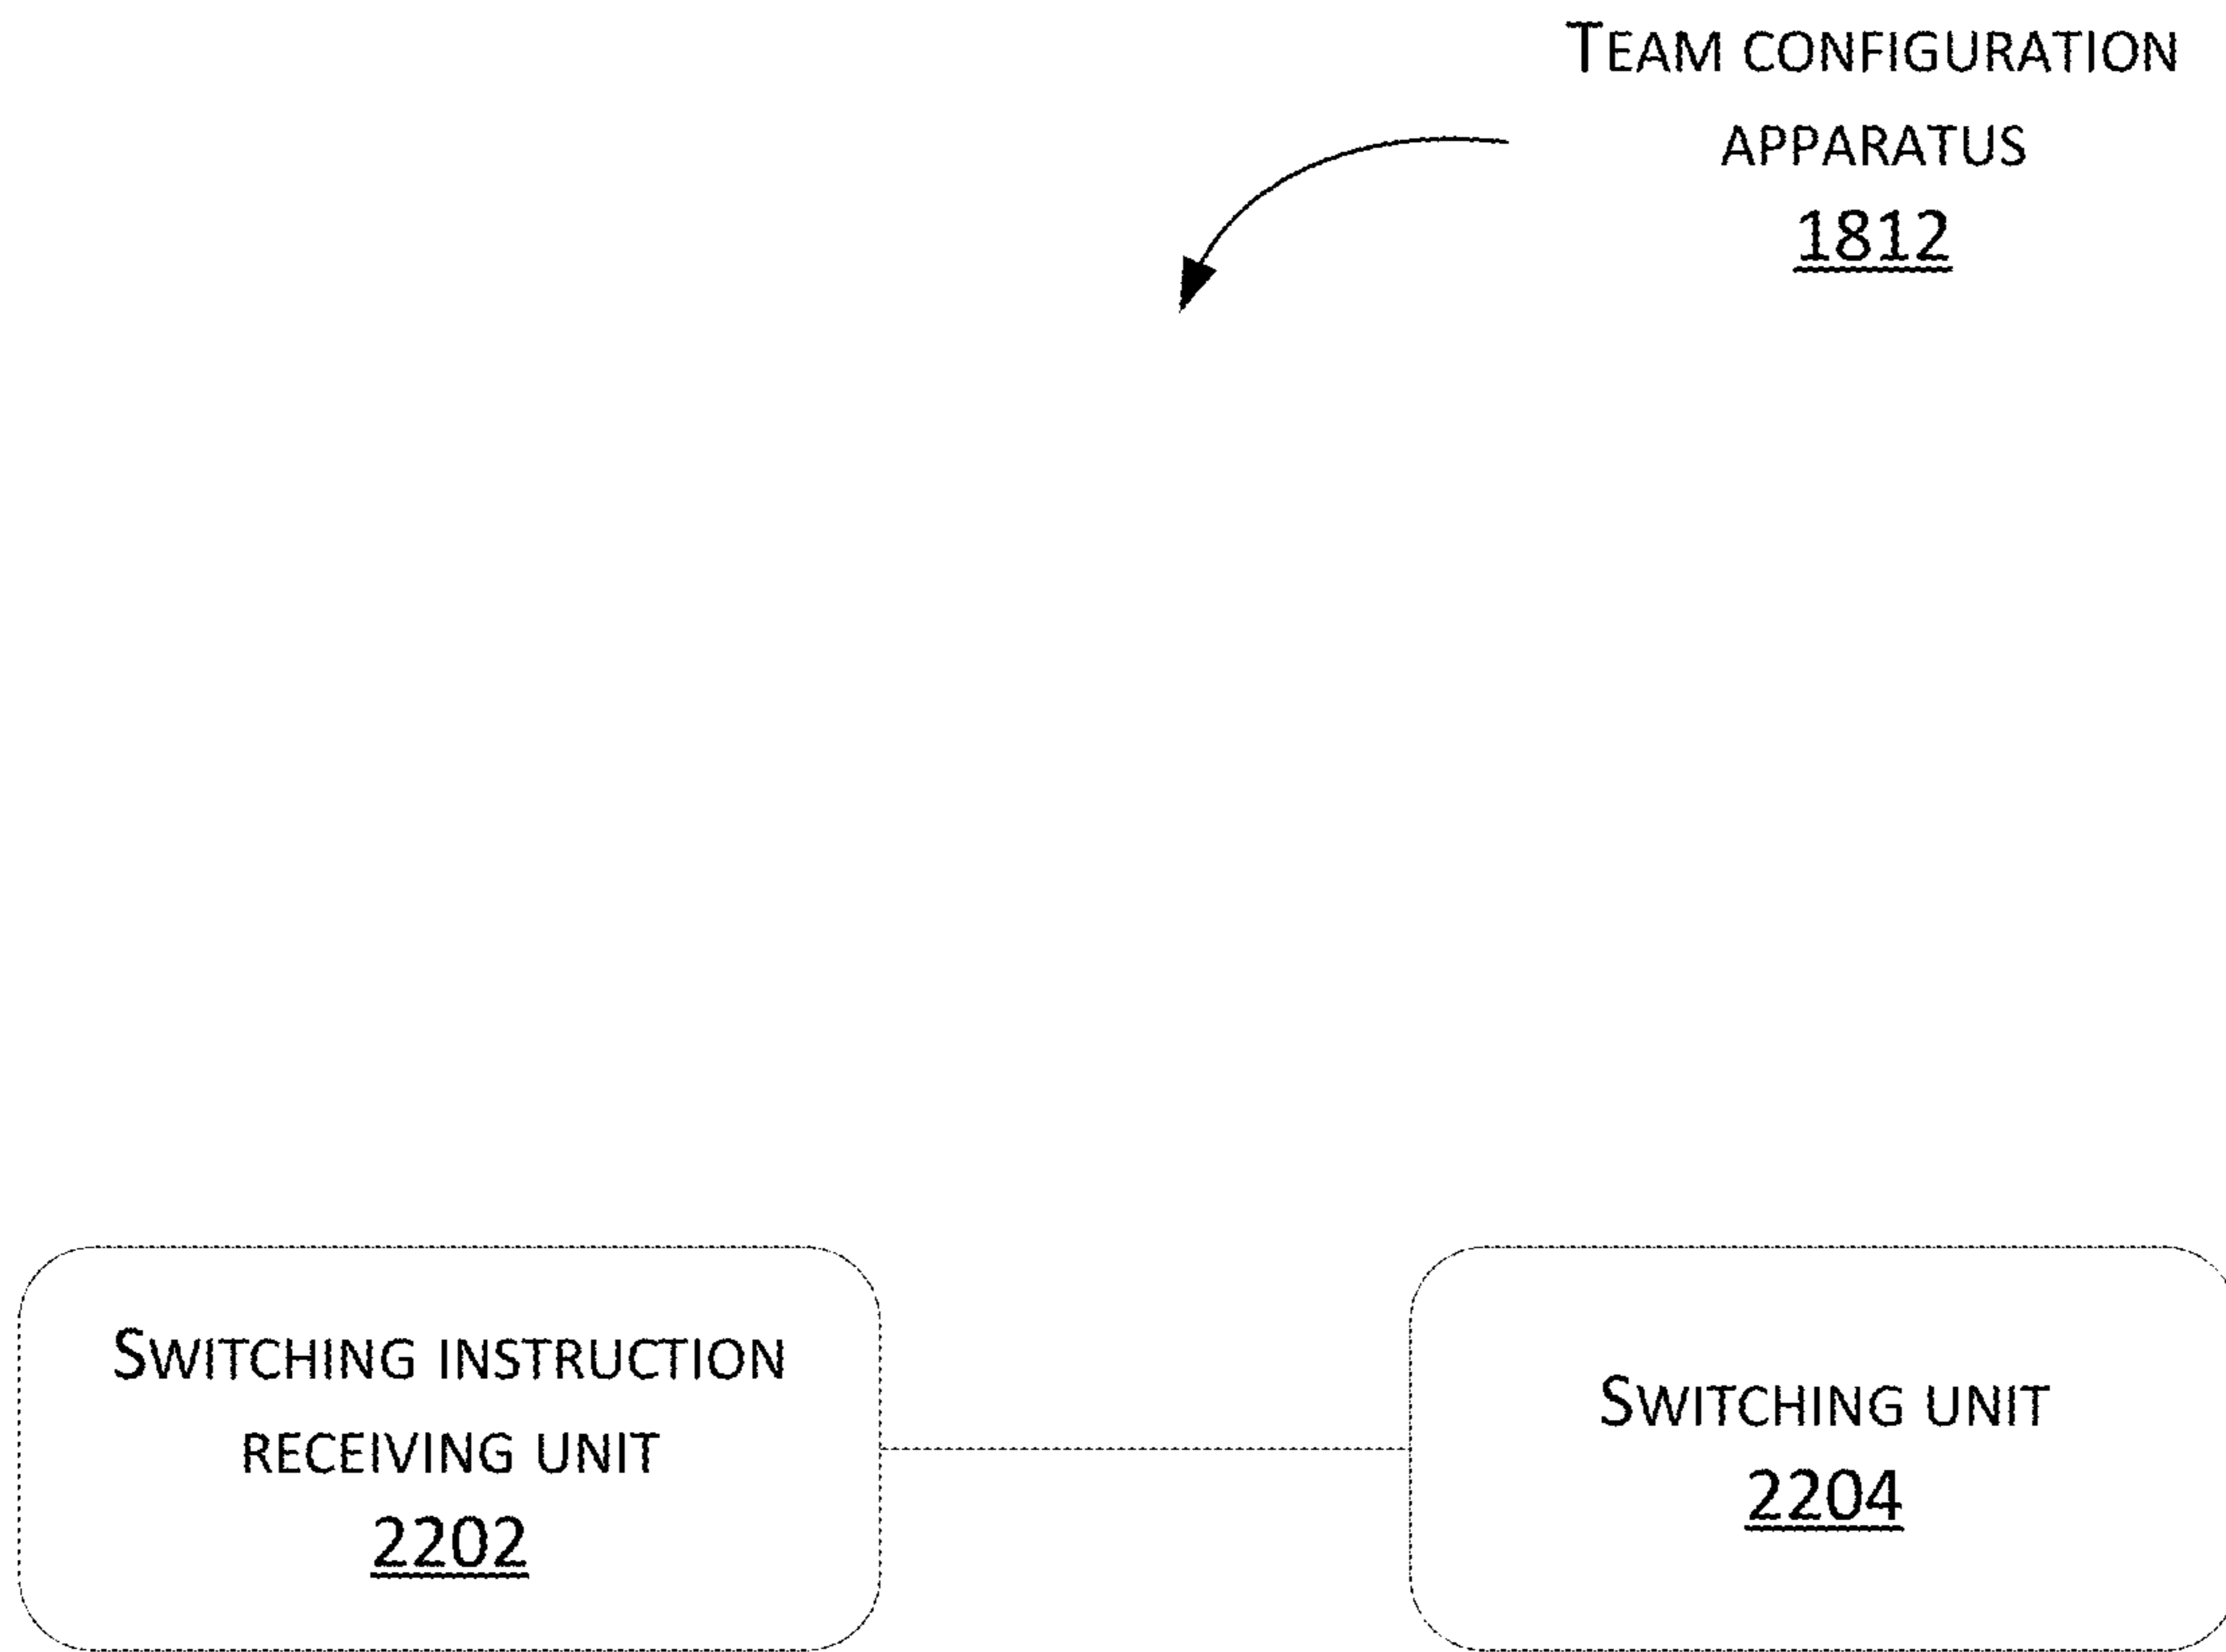 TEAM CONFIGURATION
APPARATUS
1812
SWITCHING INSTRUCTION
RECEIVING UNIT
2202
SWITCHING UNIT
2204